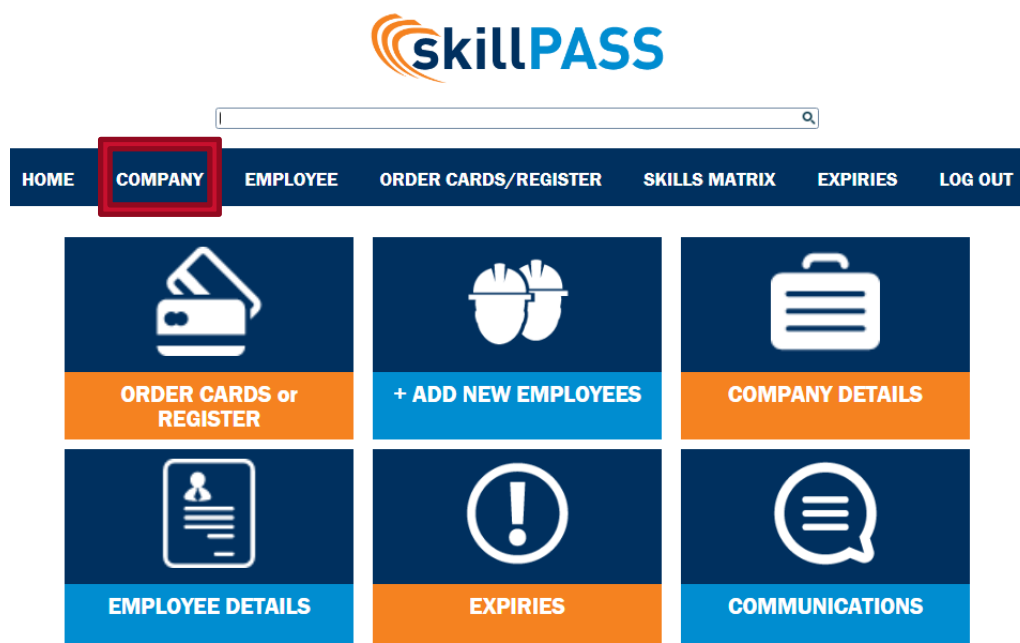 skillPASS
HOME COMPANY EMPLOYEE ORDER CARDS/REGISTER SKILLS MATRIX EXPIRIES LOG OUT
ORDER CARDS or
REGISTER
+ ADD NEW EMPLOYEES
COMPANY DETAILS
EMPLOYEE DETAILS
EXPIRIES
COMMUNICATIONS